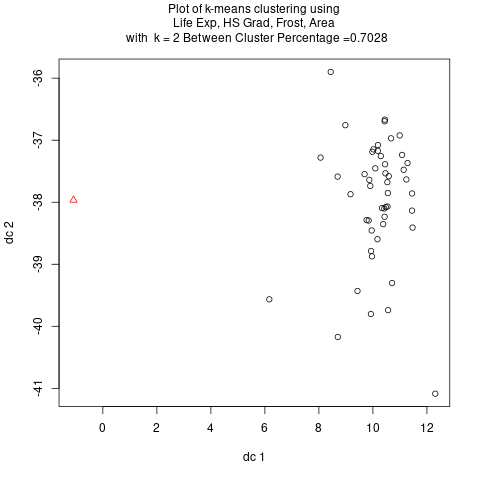 Plot of k-means clustering using
Life Exp, HS Grad, Frost, Area
with  k = 2 Between Cluster Percentage =0.7028
-36
-37
-38
-39
-40
-41
dc 2
0
2
4
6
8
10
12
dc 1